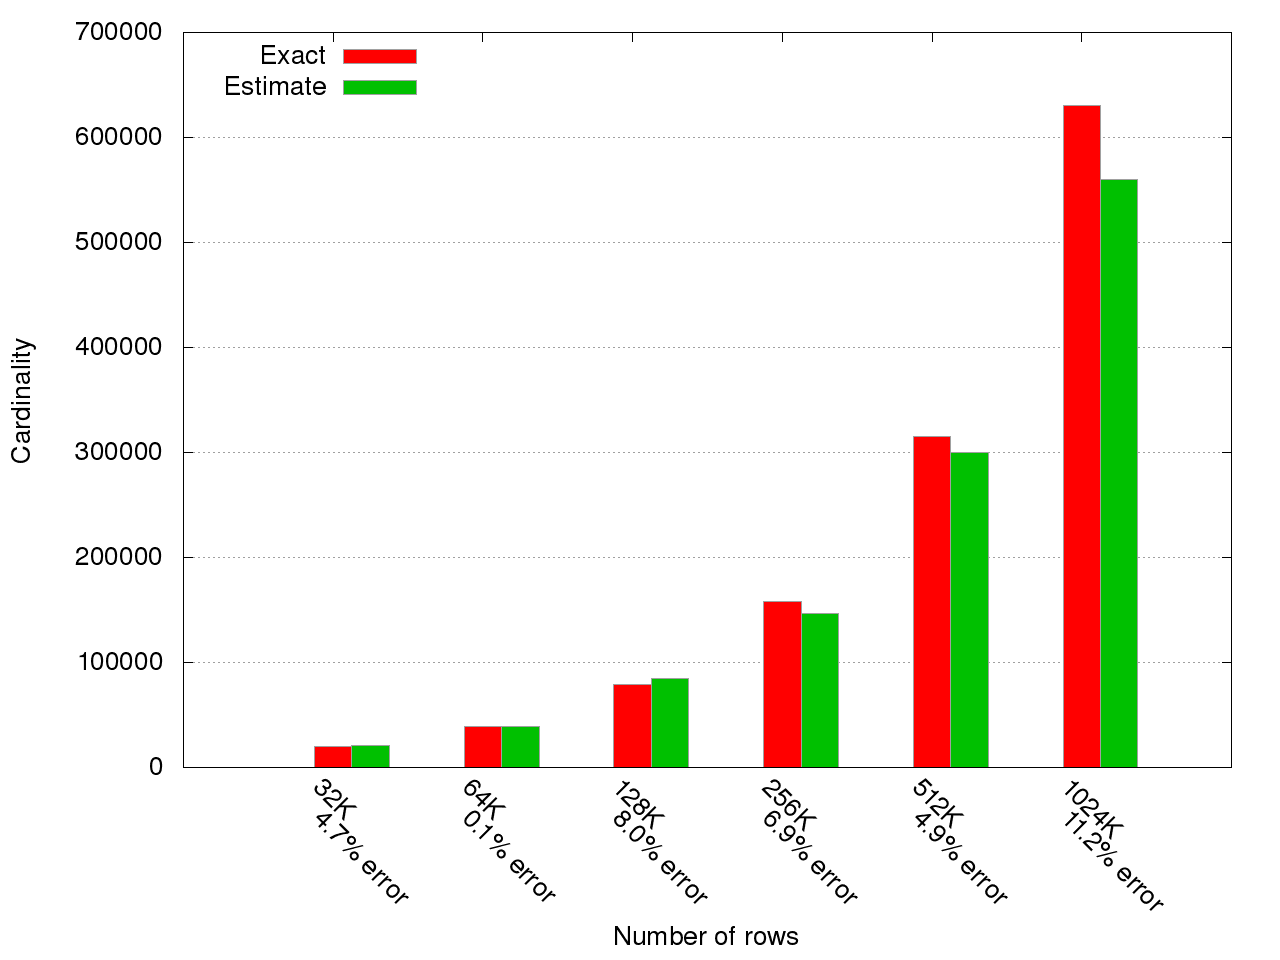 700000
600000
500000
400000
300000
200000
100000
0
Cardinality
Exact
Estimate
32K
4.7% error
64K
0.1% error
128K
8.0% error
256K
6.9% error
512K
4.9% error
1024K
11.2% error
Number of rows